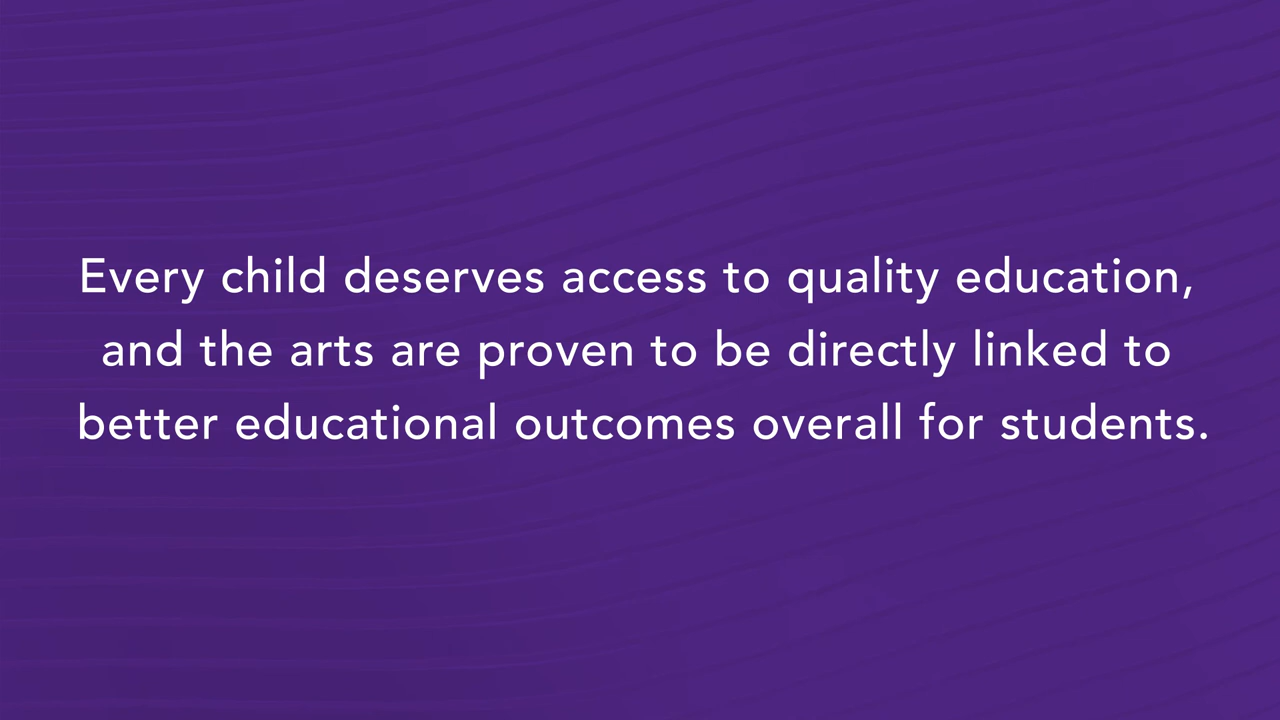 Every child deserves access to quality education,
and the arts are proven to be directly linked to
better educational outcomes overall for students.